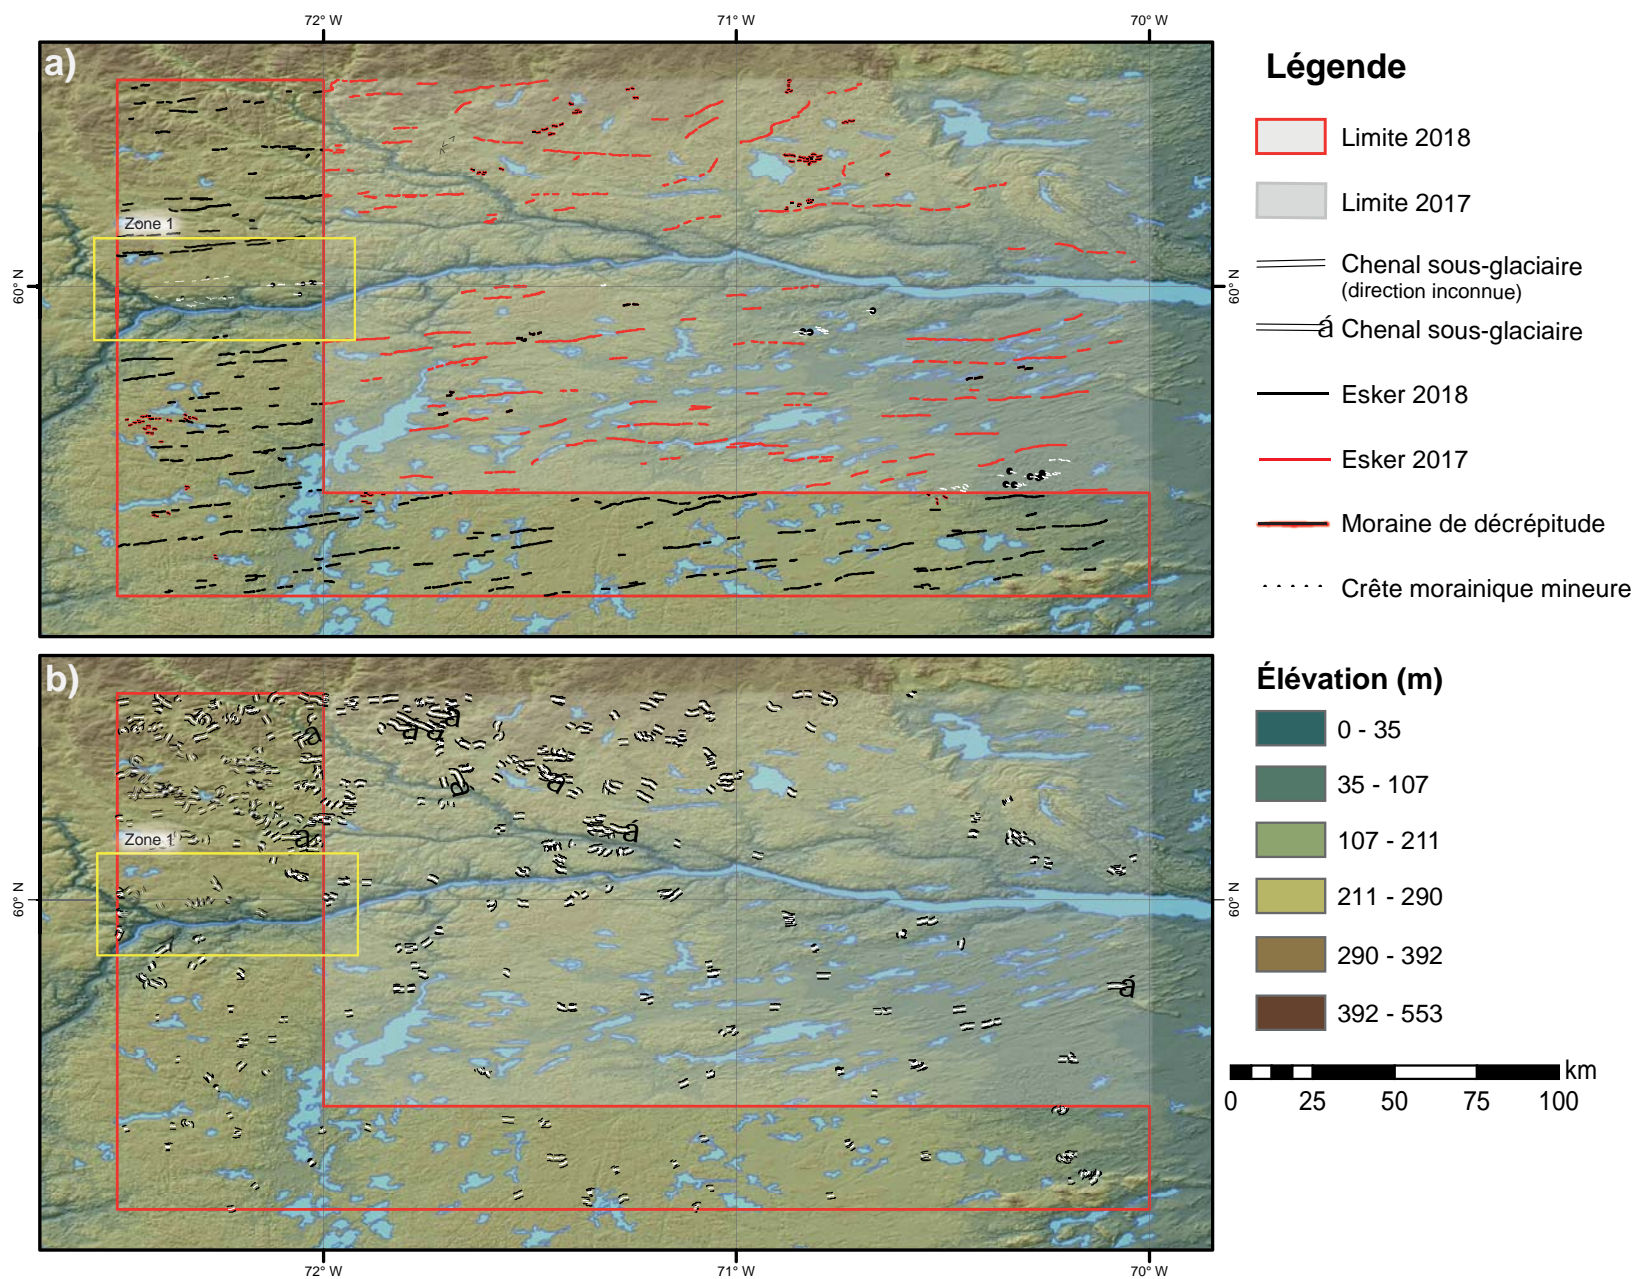 72° W 71° W 70° W
a)
Zone 1
60° N 60° N
Légende
Limite 2018
Limite 2017
Chenal sous-glaciaire
(direction inconnue)
á Chenal sous-glaciaire
Esker 2018
Esker 2017
Moraine de décrépitude
Crête morainique mineure
b)
á á á á
á á
á
á
Zone 1
60° N 60° N
á
Élévation (m)
0 - 35
35 - 107
107 - 211
211 - 290
290 - 392
392 - 553
km
0 25 50 75 100
72° W 71° W 70° W